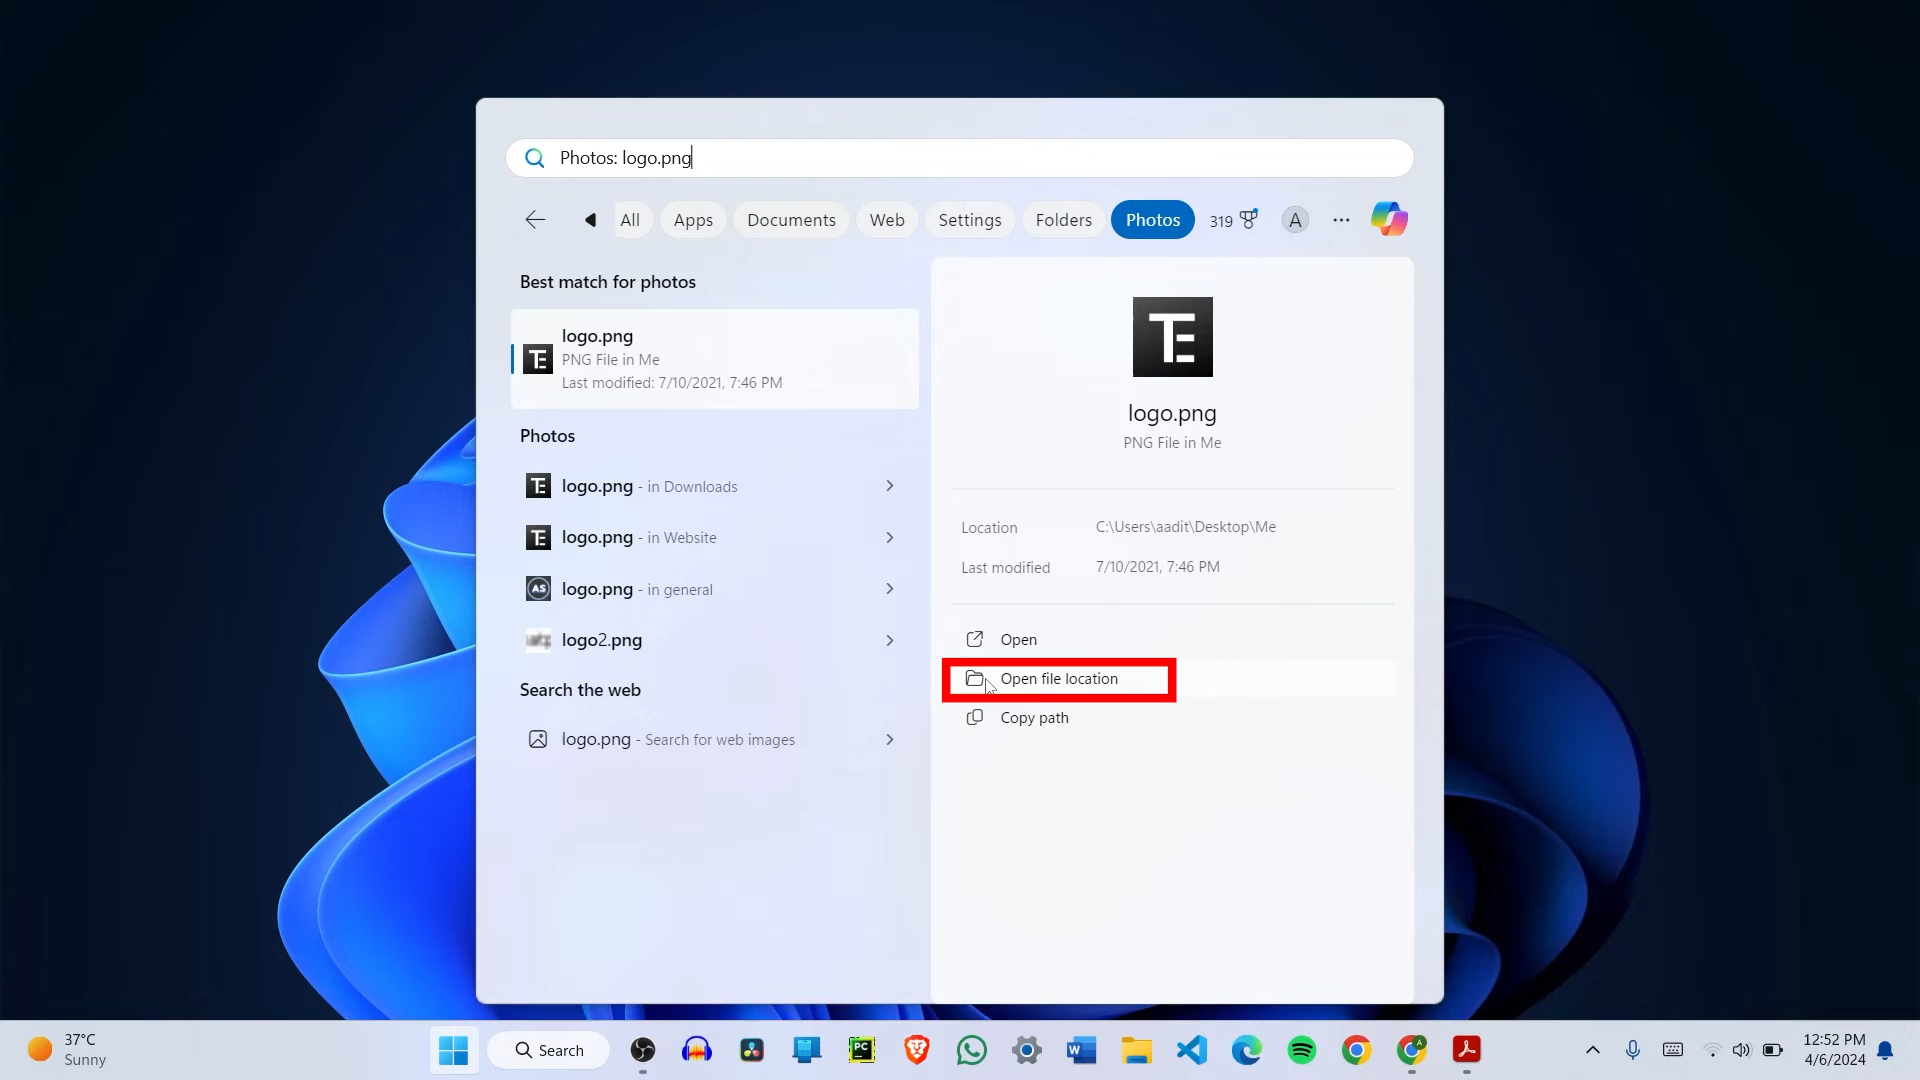 Photos: logo.png
All
Apps
Documents
Web
Settings
Folders
Photos
319
A
Best match for photos
logo.png
PNG File in Me
Last modified: 7/10/2021, 7:46 PM
Photos
logo.png - in Downloads
logo.png - in Website
AS
logo.png - in general
logo2.png
Search the web
logo.png - Search for web images
TE
logo.png
PNG File in Me
Location C:\Users\aadit\Desktop\Me
Last modified 7/10/2021, 7:46 PM
Open
Open file location
Copy path
37°C
Sunny
Search
PC
W
A
12:52 PM
4/6/2024